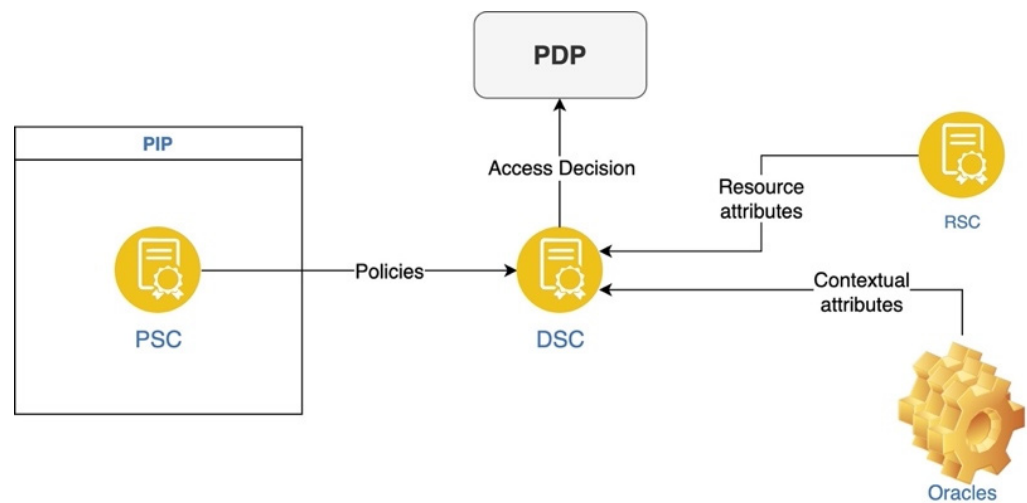 PDP
PIP
Access Decision
Resource
attributes
RSC
Policies
Contextual
attributes
PSC
DSC
Oracles